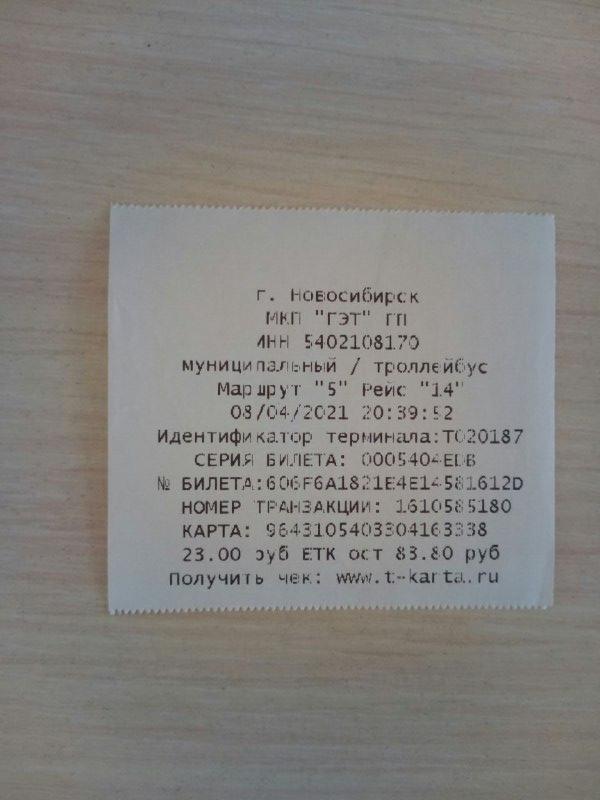 г. Новосибирск
МКП "ГЭТ" ГП
ИНН 5402108170
муниципальный / троллейбус
Маршрут "5" Рейс "14"
08/04/2021 20:39:52
Идентификатор терминала:T020187
СЕРИЯ БИЛЕТА: 0005404EDB
№ БИЛЕТА:606F6A1821E4E14581612D
НОМЕР ТРАНЗАКЦИИ: 1610585180
КАРТА: 9643105403304163338
23.00 руб ЕТК ост 83.80 руб
Получить чек: www.t-karta.ru